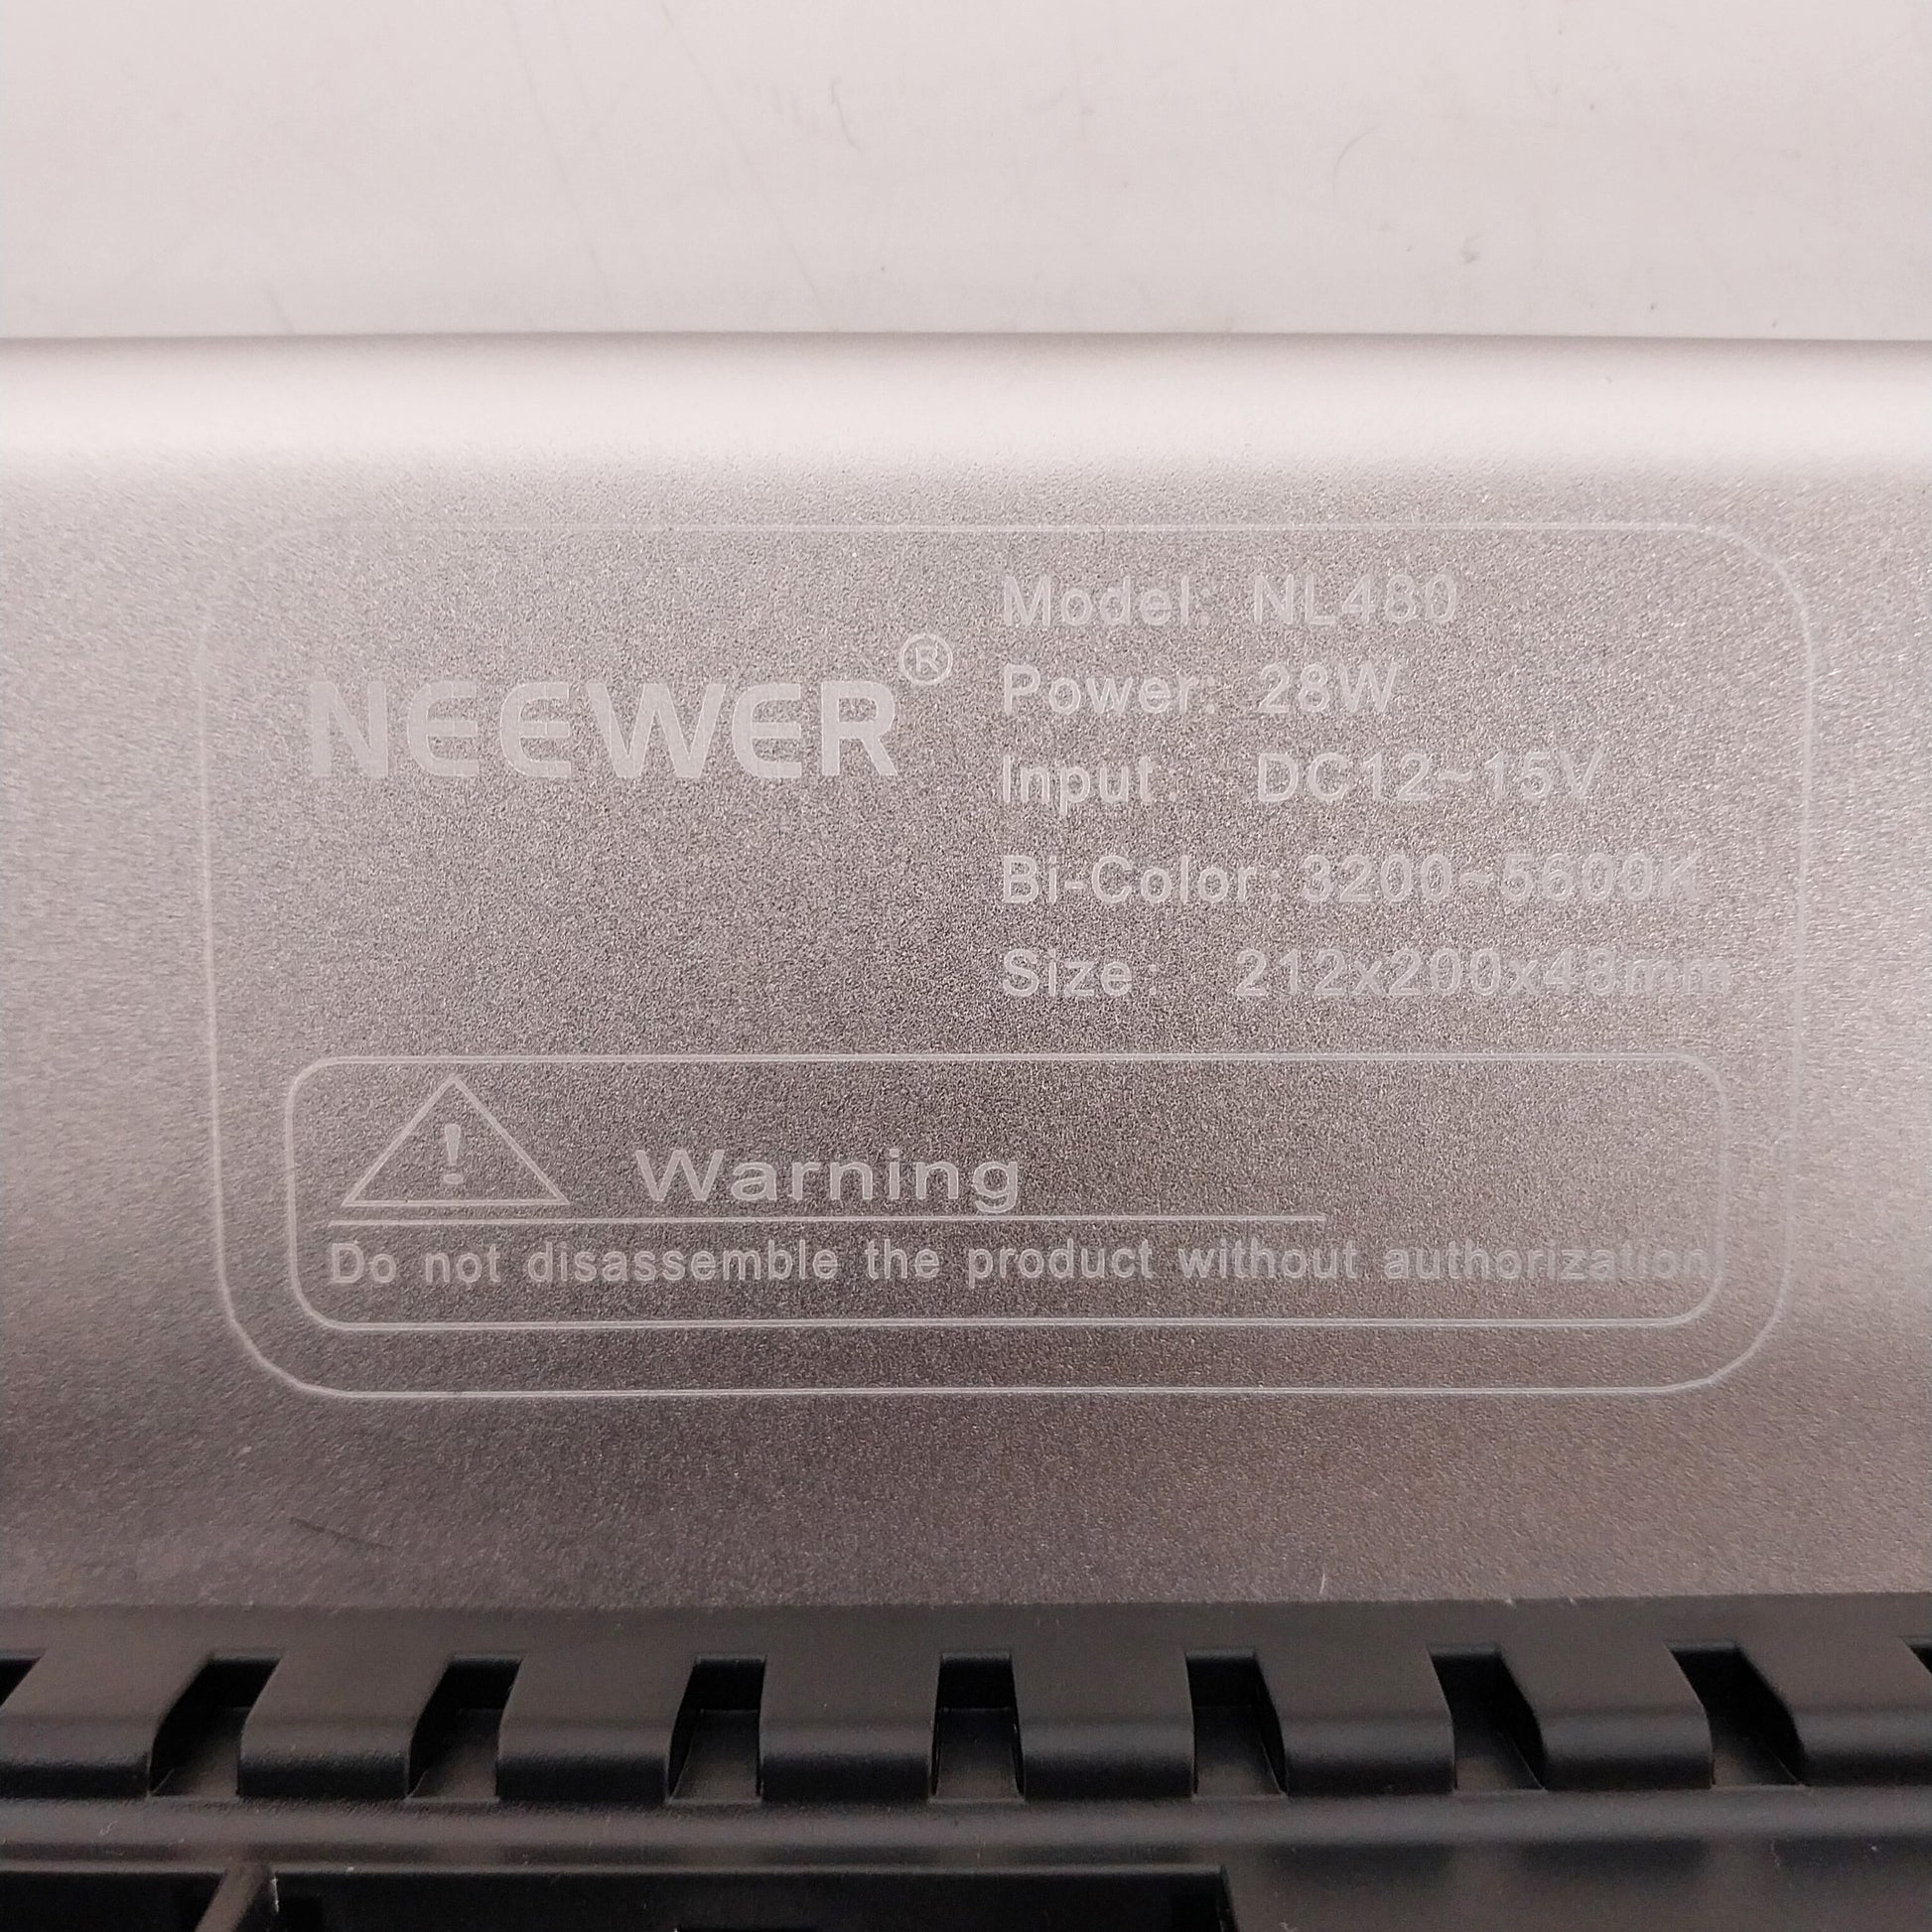 NEEWER®
Model: NL480
Power: 28W
Input: DC12~15V
Bi-Color: 3200~5600K
Size: 212x200x48mm
! Warning
Do not disassemble the product without authorization